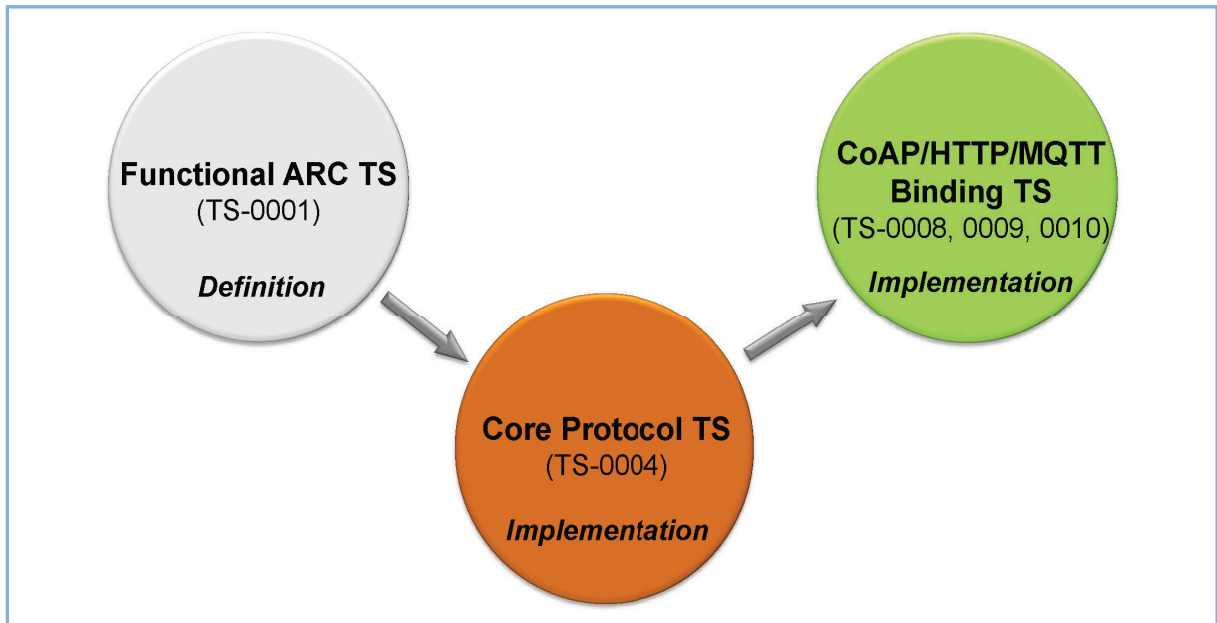 Functional ARC TS
(TS-0001)
Definition
Core Protocol TS
(TS-0004)
Implementation
CoAP/HTTP/MQTT
Binding TS
(TS-0008, 0009, 0010)
Implementation